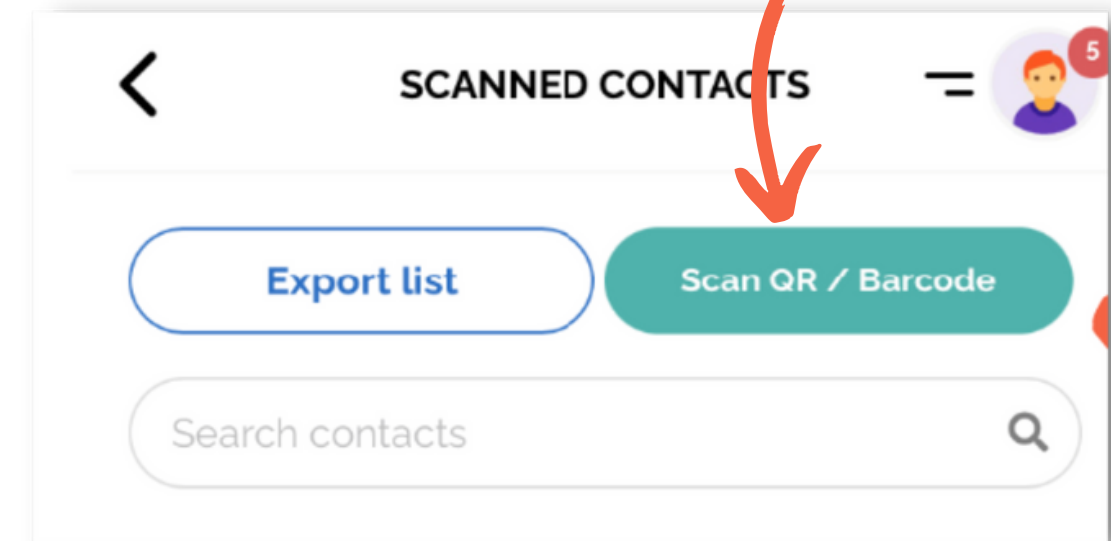 SCANNED CONTACTS
5
Export list
Scan QR / Barcode
Search contacts